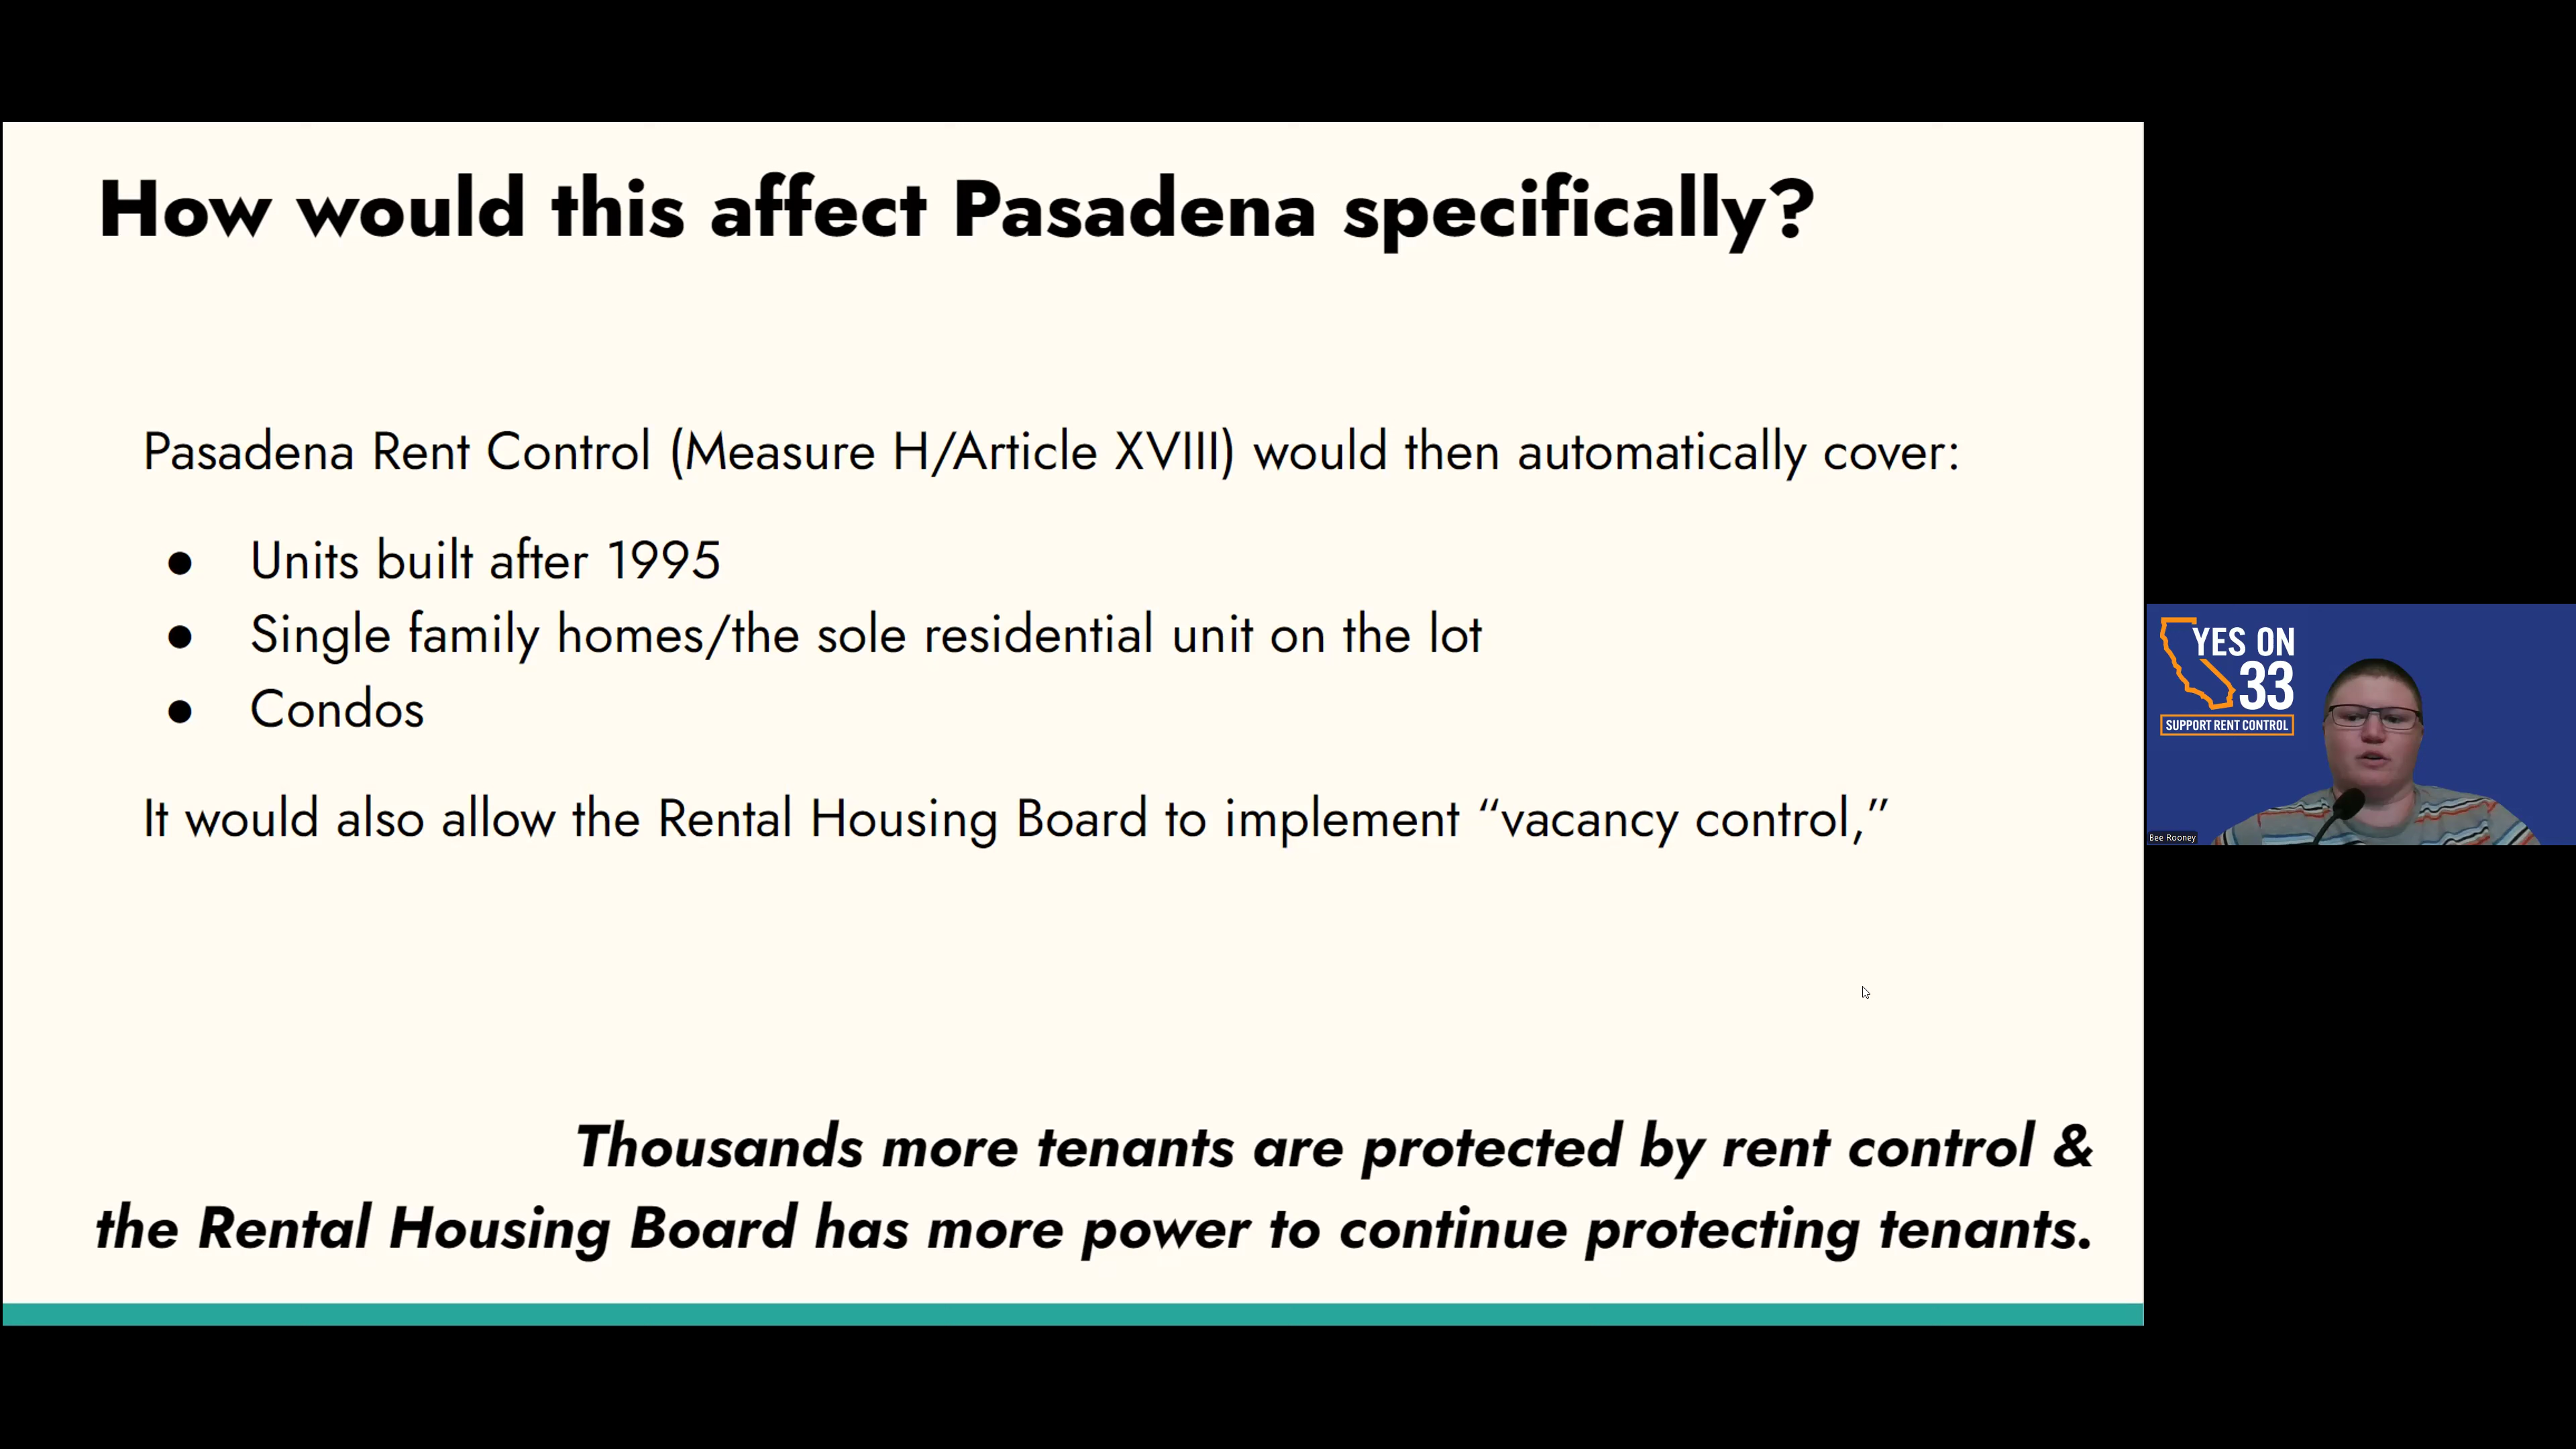 How would this affect Pasadena specifically?
Pasadena Rent Control (Measure H/Article XVIII) would then automatically cover:
● Units built after 1995
● Single family homes/the sole residential unit on the lot
● Condos
It would also allow the Rental Housing Board to implement “vacancy control,”
Thousands more tenants are protected by rent control &
the Rental Housing Board has more power to continue protecting tenants.
YES ON
33
SUPPORT RENT CONTROL
Bee Rooney